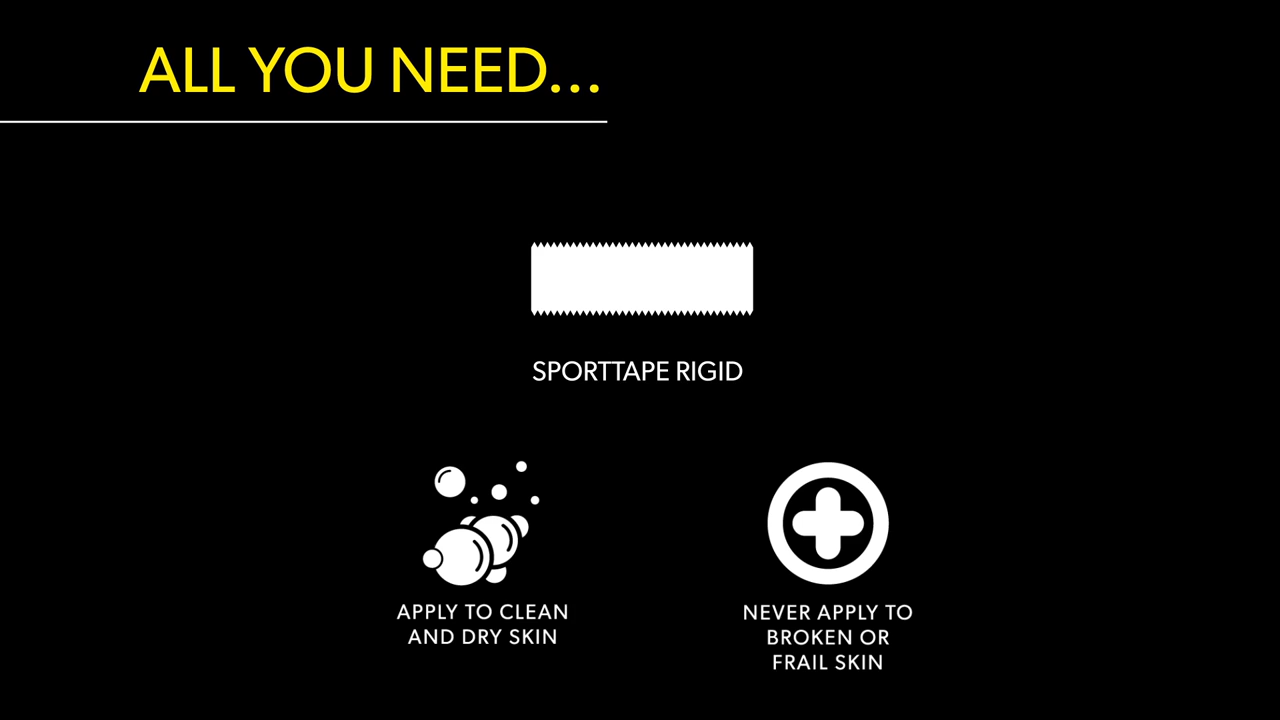 ALL YOU NEED...
SPORTTAPE RIGID
APPLY TO CLEAN
AND DRY SKIN
NEVER APPLY TO
BROKEN OR
FRAIL SKIN